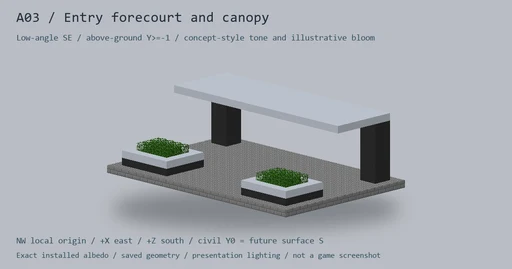 A03 / Entry forecourt and canopy
Low-angle SE / above-ground Y>=-1 / concept-style tone and illustrative bloom
NW local origin / +X east / +Z south / civil Y0 = future surface S
Exact installed albedo / saved geometry / presentation lighting / not a game screenshot